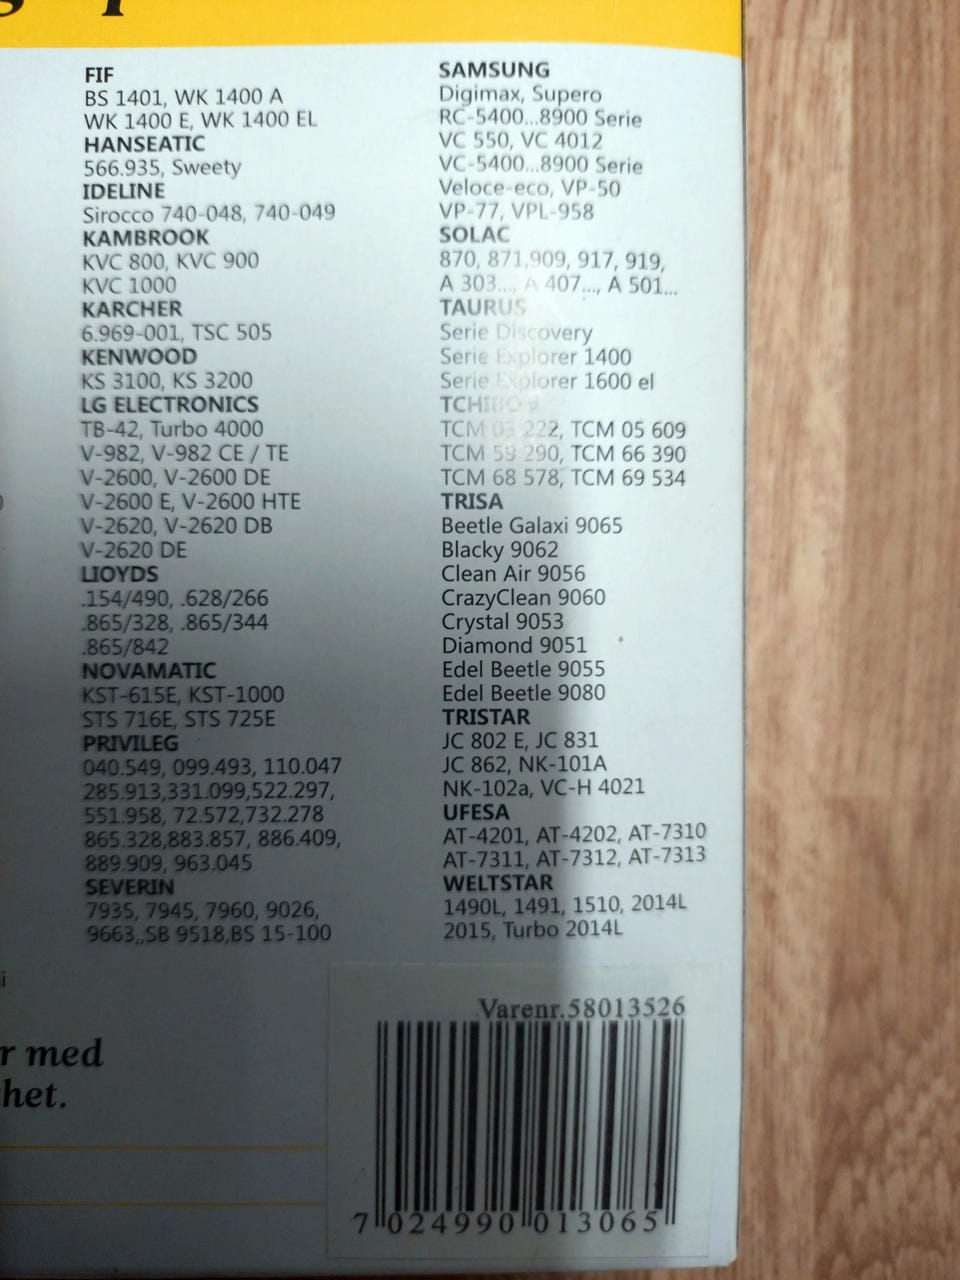 FIF
BS 1401, WK 1400 A
WK 1400 E, WK 1400 EL
HANSEATIC
566.935, Sweety
IDELINE
Sirocco 740-048, 740-049
KAMBROOK
KVC 800, KVC 900
KVC 1000
KARCHER
6.969-001, TSC 505
KENWOOD
KS 3100, KS 3200
LG ELECTRONICS
TB-42, Turbo 4000
V-982, V-982 CE / TE
V-2600, V-2600 DE
V-2600 E, V-2600 HTE
V-2620, V-2620 DB
V-2620 DE
LIOYDS
.154/490, .628/266
.865/328, .865/344
.865/842
NOVAMATIC
KST-615E, KST-1000
STS 716E, STS 725E
PRIVILEG
040.549, 099.493, 110.047
285.913,331.099,522.297,
551.958, 72.572,732.278
865.328,883.857, 886.409,
889.909, 963.045
SEVERIN
7935, 7945, 7960, 9026,
9663,,SB 9518,BS 15-100
SAMSUNG
Digimax, Supero
RC-5400...8900 Serie
VC 550, VC 4012
VC-5400...8900 Serie
Veloce-eco, VP-50
VP-77, VPL-958
SOLAC
870, 871,909, 917, 919,
A 303..., A 407..., A 501...
TAURUS
Serie Discovery
Serie Explorer 1400
Serie Explorer 1600 el
TCHIBO
TCM 03 222, TCM 05 609
TCM 59 290, TCM 66 390
TCM 68 578, TCM 69 534
TRISA
Beetle Galaxi 9065
Blacky 9062
Clean Air 9056
CrazyClean 9060
Crystal 9053
Diamond 9051
Edel Beetle 9055
Edel Beetle 9080
TRISTAR
JC 802 E, JC 831
JC 862, NK-101A
NK-102a, VC-H 4021
UFESA
AT-4201, AT-4202, AT-7310
AT-7311, AT-7312, AT-7313
WELTSTAR
1490L, 1491, 1510, 2014L
2015, Turbo 2014L
med
Varenr.58013526
7 024990 013065